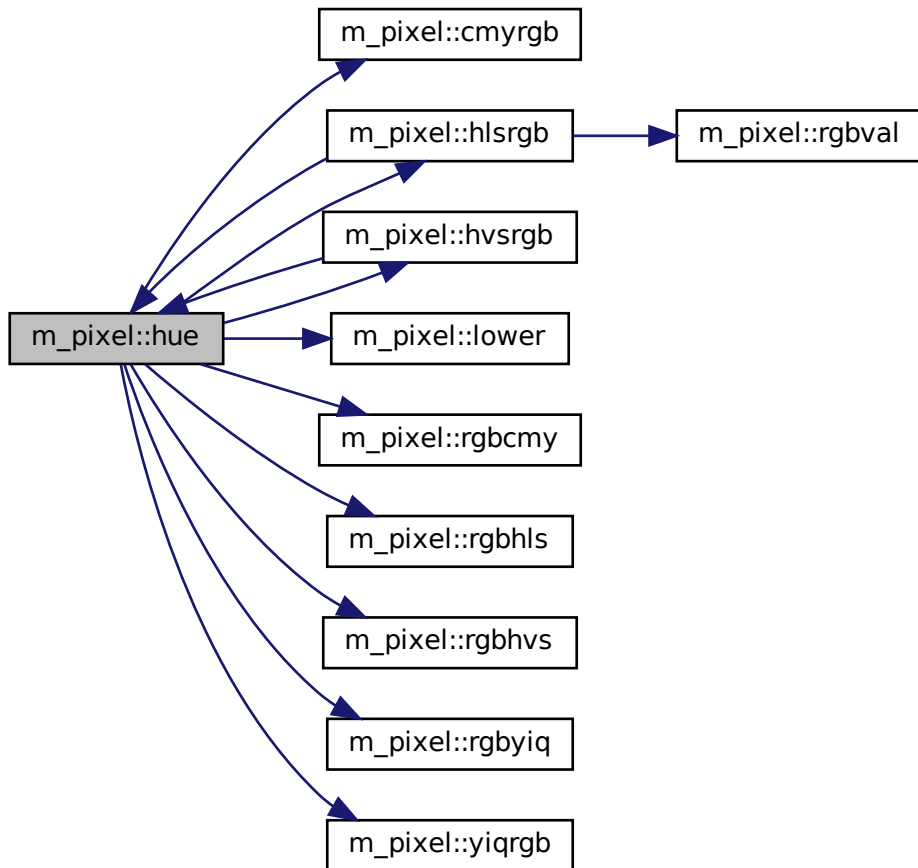 m_pixel::cmyrgb
m_pixel::hlsrgb
m_pixel::rgbval
m_pixel::hvsrgb
m_pixel::hue
m_pixel::lower
m_pixel::rgbcmy
m_pixel::rgbhls
m_pixel::rgbhvs
m_pixel::rgbyiq
m_pixel::yiqrgb